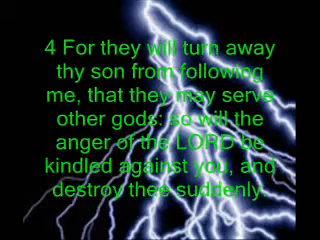 4 For they will turn away
thy son from following
me, that they may serve
other gods: so will the
anger of the LORD be
kindled against you, and
destroy thee suddenly.